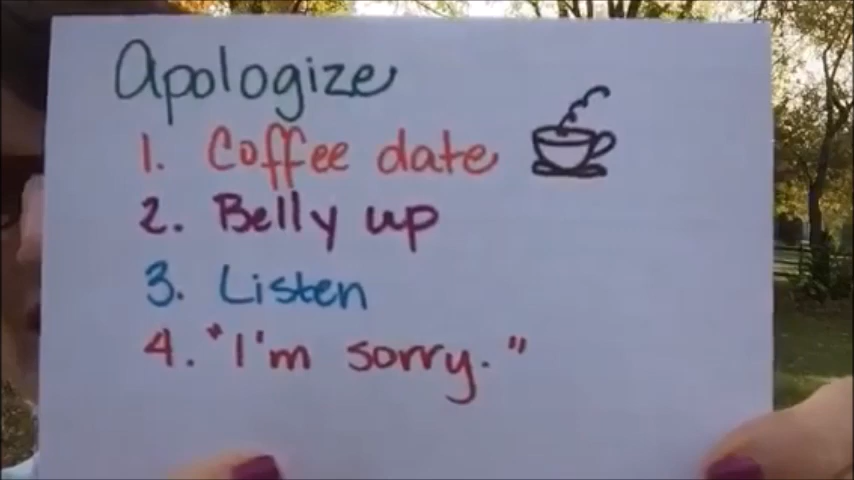 Apologize
1. Coffee date
2. Belly up
3. Listen
4. "I'm sorry."